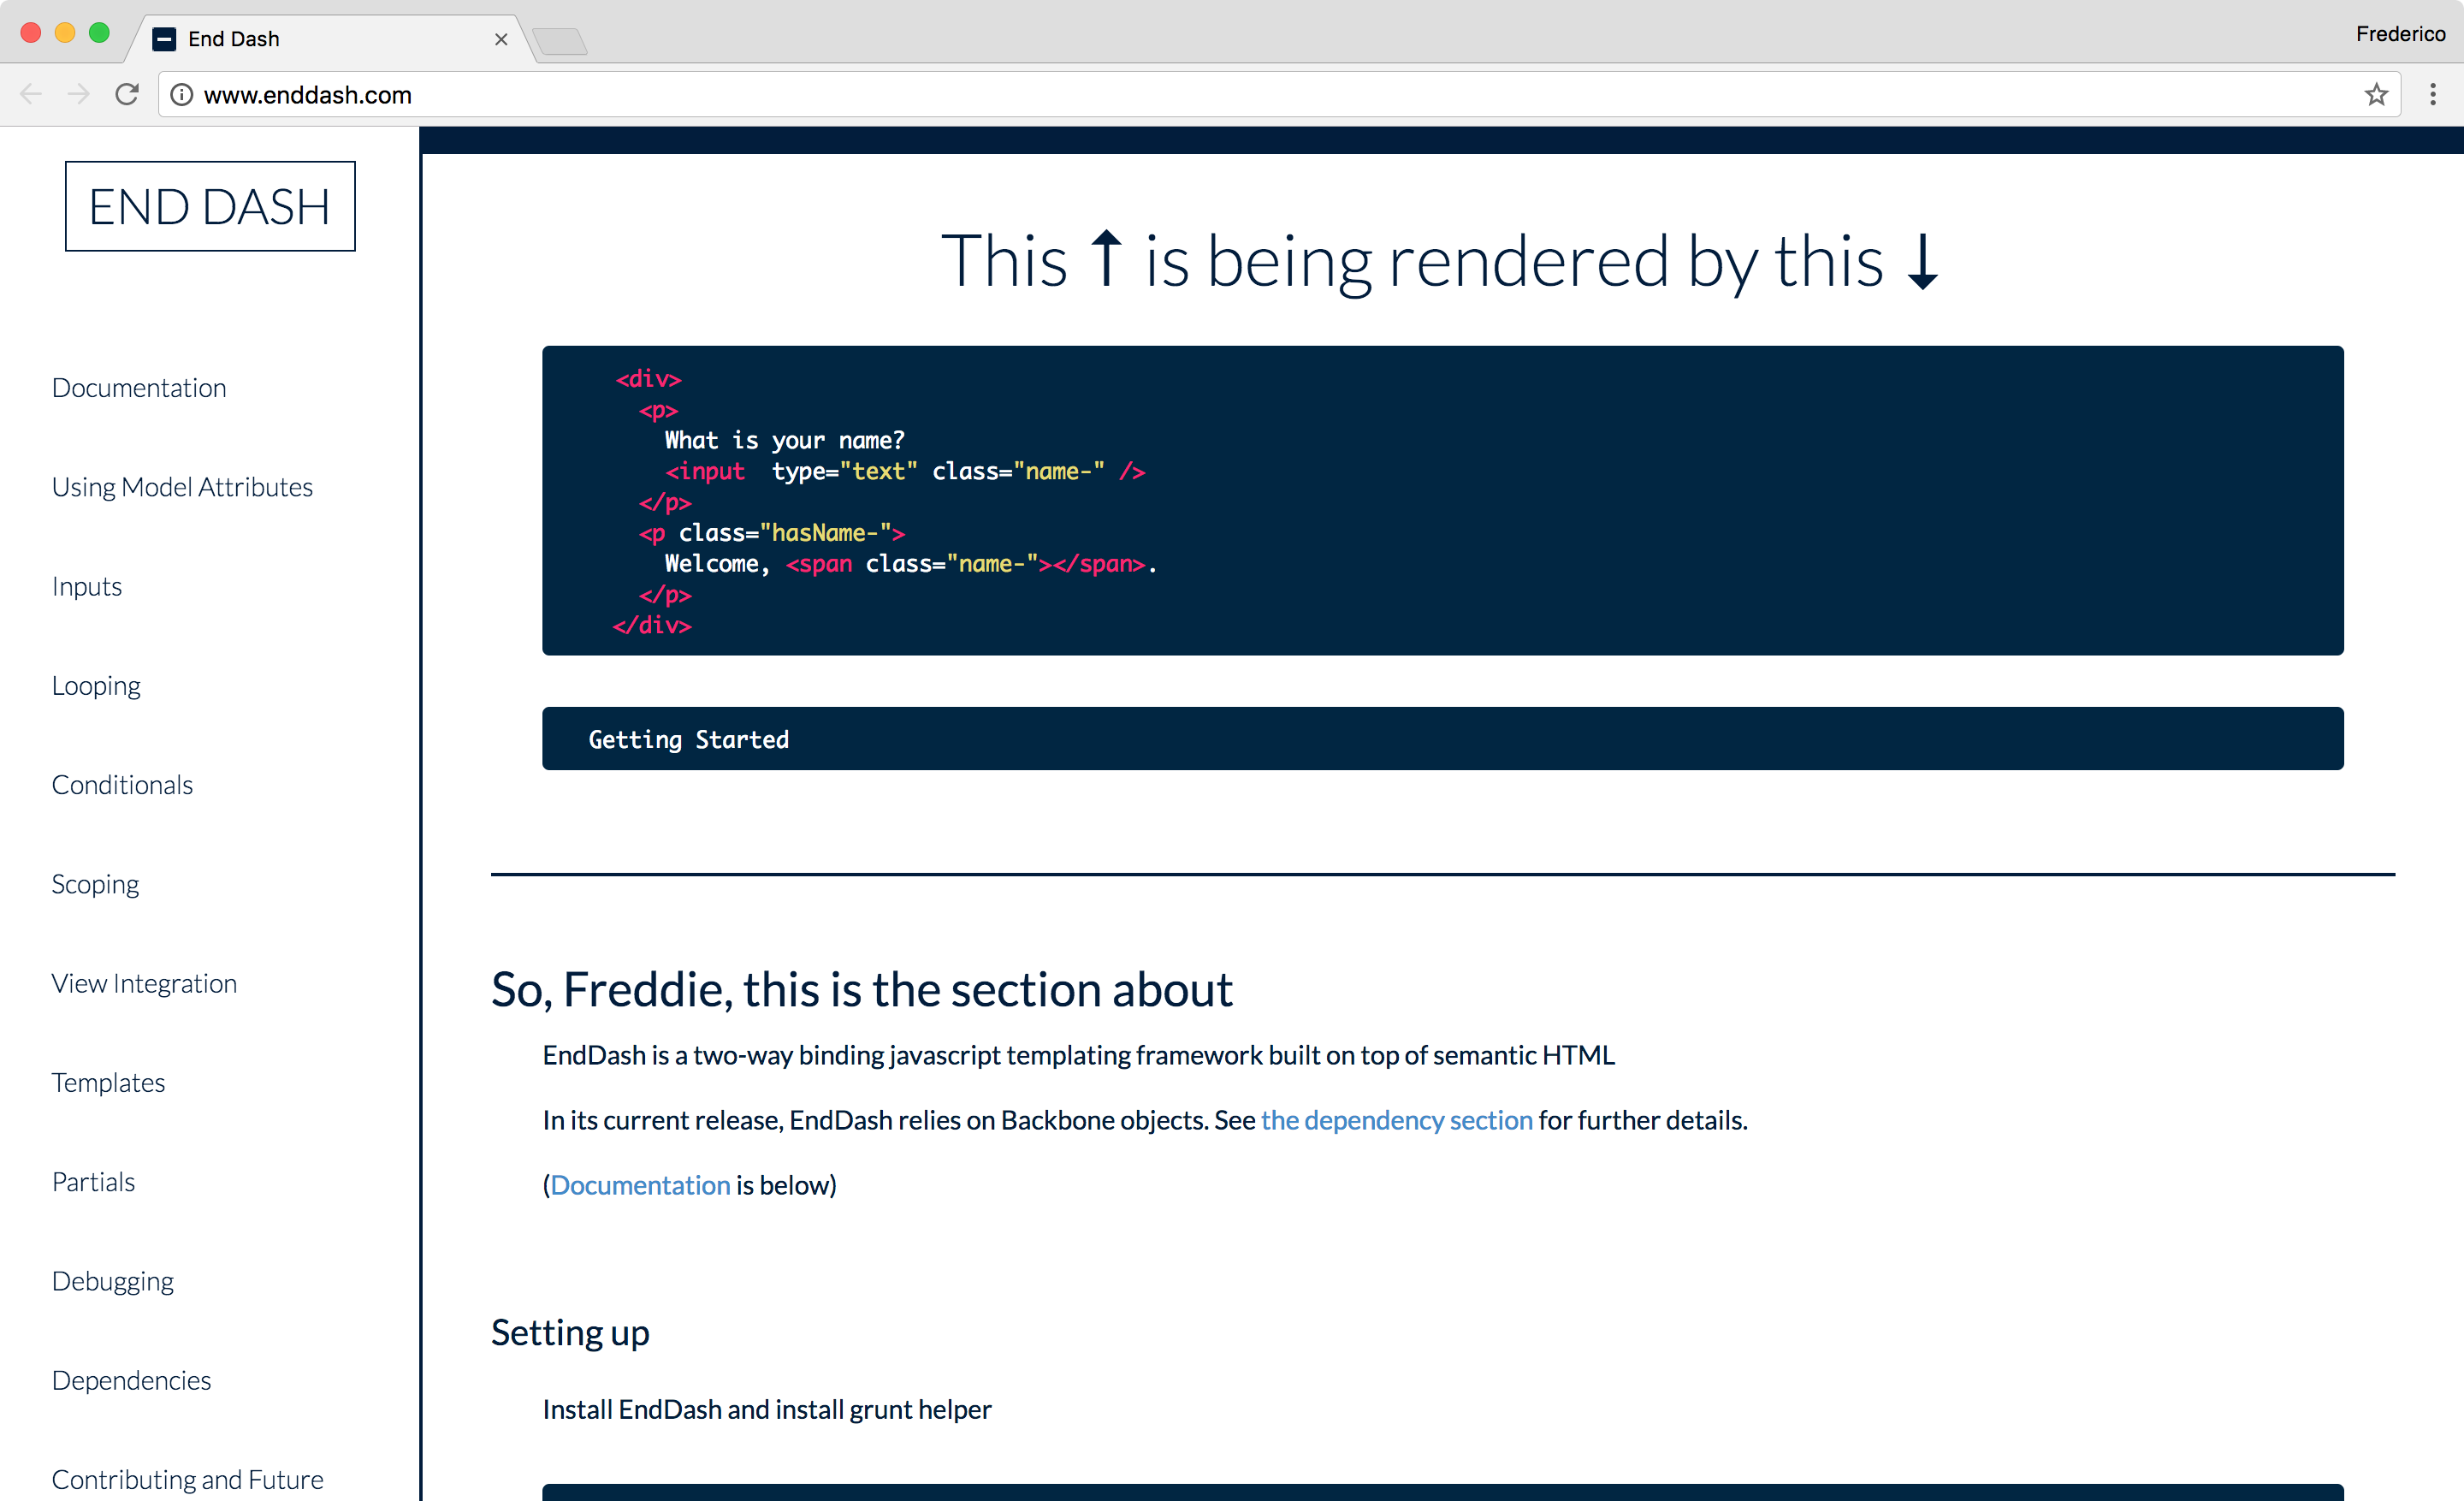 End Dash
Frederico
www.enddash.com
END DASH
Documentation
Using Model Attributes
Inputs
Looping
Conditionals
Scoping
View Integration
Templates
Partials
Debugging
Dependencies
Contributing and Future
This ↑ is being rendered by this ↓
<div>
  <p>
    What is your name?
    <input  type="text" class="name-" />
  </p>
  <p class="hasName-">
    Welcome, <span class="name-"></span>.
  </p>
</div>
Getting Started
So, Freddie, this is the section about
EndDash is a two-way binding javascript templating framework built on top of semantic HTML
In its current release, EndDash relies on Backbone objects. See the dependency section for further details.
(Documentation is below)
Setting up
Install EndDash and install grunt helper